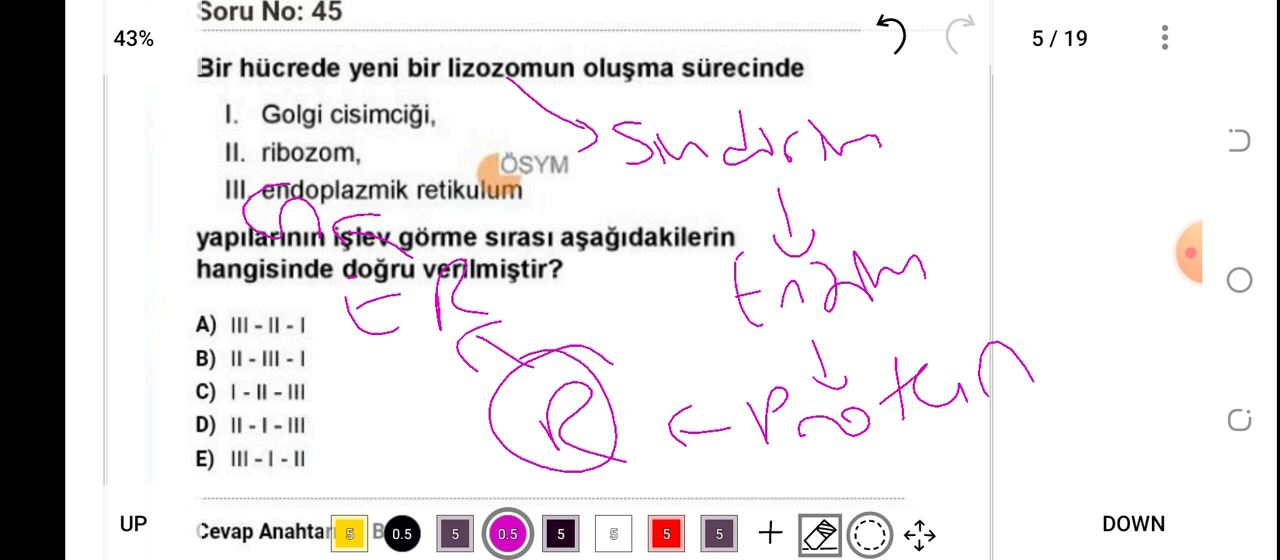 Soru No: 45
43%
5 / 19
Bir hücrede yeni bir lizozomun oluşma sürecinde
I. Golgi cisimciği,
Sindirim
II. ribozom,
ÖSYM
III. endoplazmik retikulum
yapılarının işlev görme sırası aşağıdakilerin
hangisinde doğru verilmiştir?
Enzim
ER
A) III - II - I
B) II - III - I
C) I - II - III
R
Protein
D) II - I - III
E) III - I - II
UP
DOWN
Cevap Anahtar B
5 0.5 5 0.5 5 5 5 5